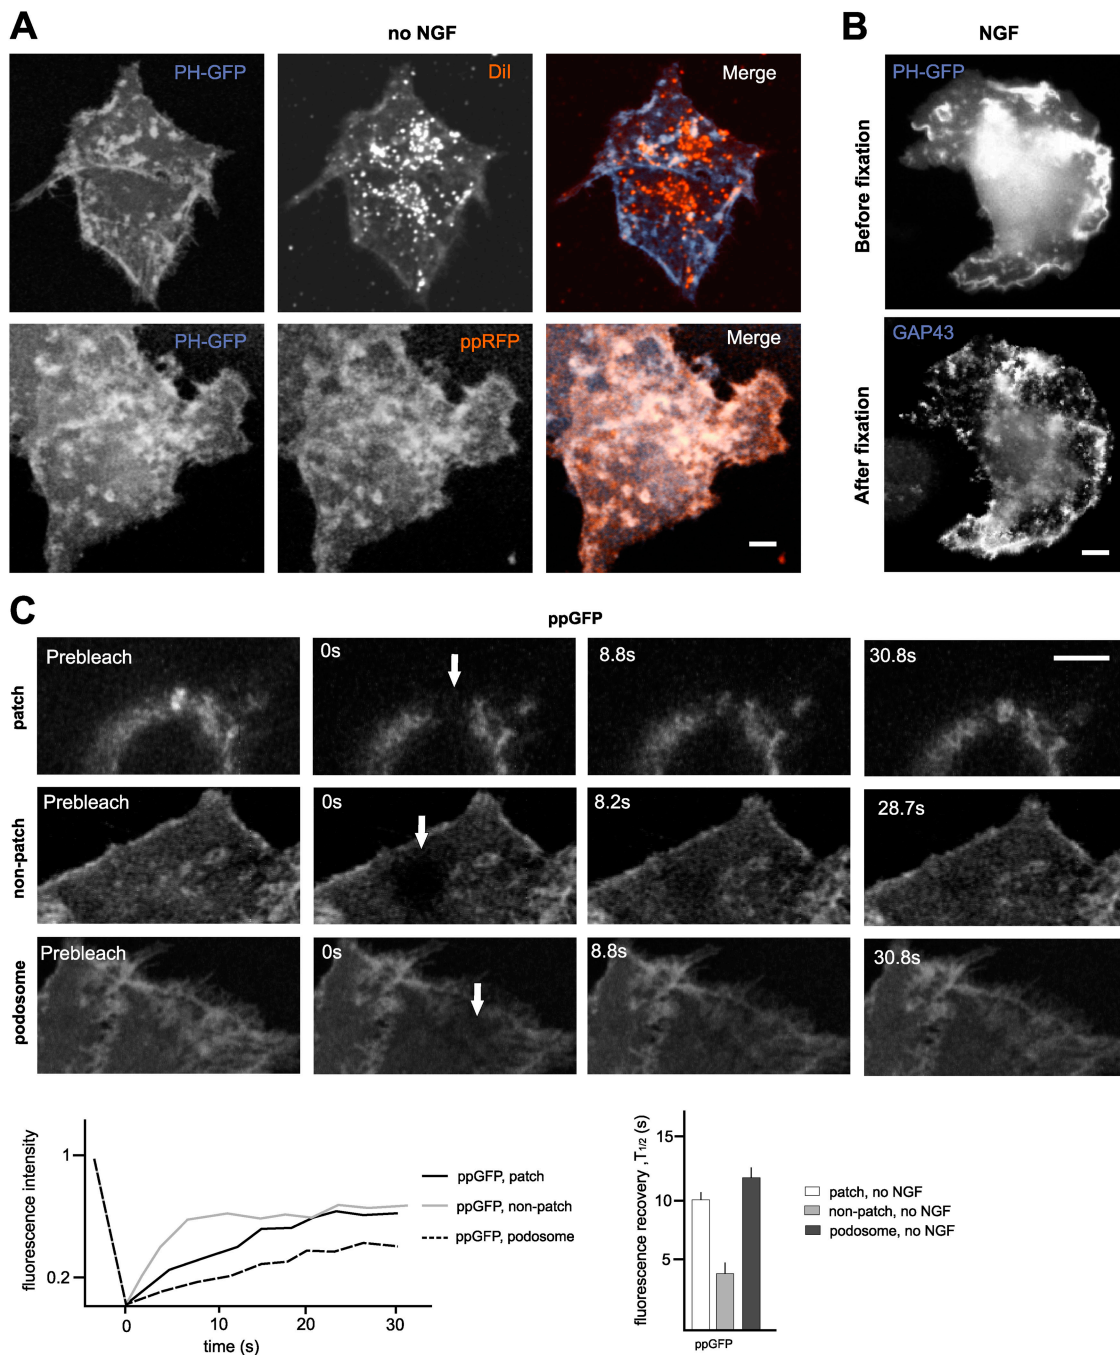 A
no NGF
B
NGF
PH-GFP
DiI
Merge
PH-GFP
Before fixation
PH-GFP
ppRFP
Merge
GAP43
After fixation
C
ppGFP
patch
Prebleach
0s
8.8s
30.8s
non-patch
Prebleach
0s
8.2s
28.7s
podosome
Prebleach
0s
8.8s
30.8s
fluorescence intensity
1
0.2
0
10
20
30
time (s)
ppGFP, patch
ppGFP, non-patch
ppGFP, podosome
fluorescence recovery ,T1/2 (s)
15
10
5
ppGFP
patch, no NGF
non-patch, no NGF
podosome, no NGF